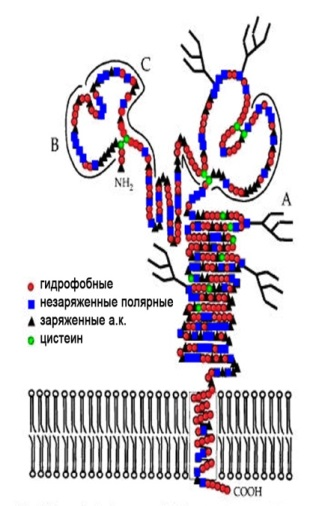 C
B
NH₂
A
гидрофобные
незаряженные полярные
заряженные а.к.
цистеин
COOH